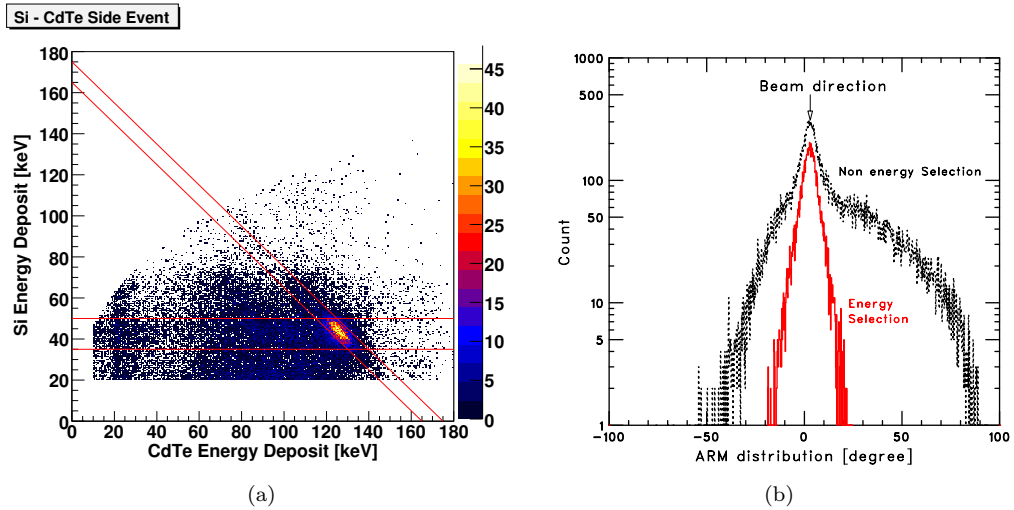 Si - CdTe Side Event
180
160
140
120
100
80
60
40
20
0
Si Energy Deposit [keV]
0 20 40 60 80 100 120 140 160 180
CdTe Energy Deposit [keV]
45
40
35
30
25
20
15
10
5
0
(a)
1000
500
100
50
10
5
1
Count
Beam direction
Non energy Selection
Energy
Selection
-100 -50 0 50 100
ARM distribution [degree]
(b)